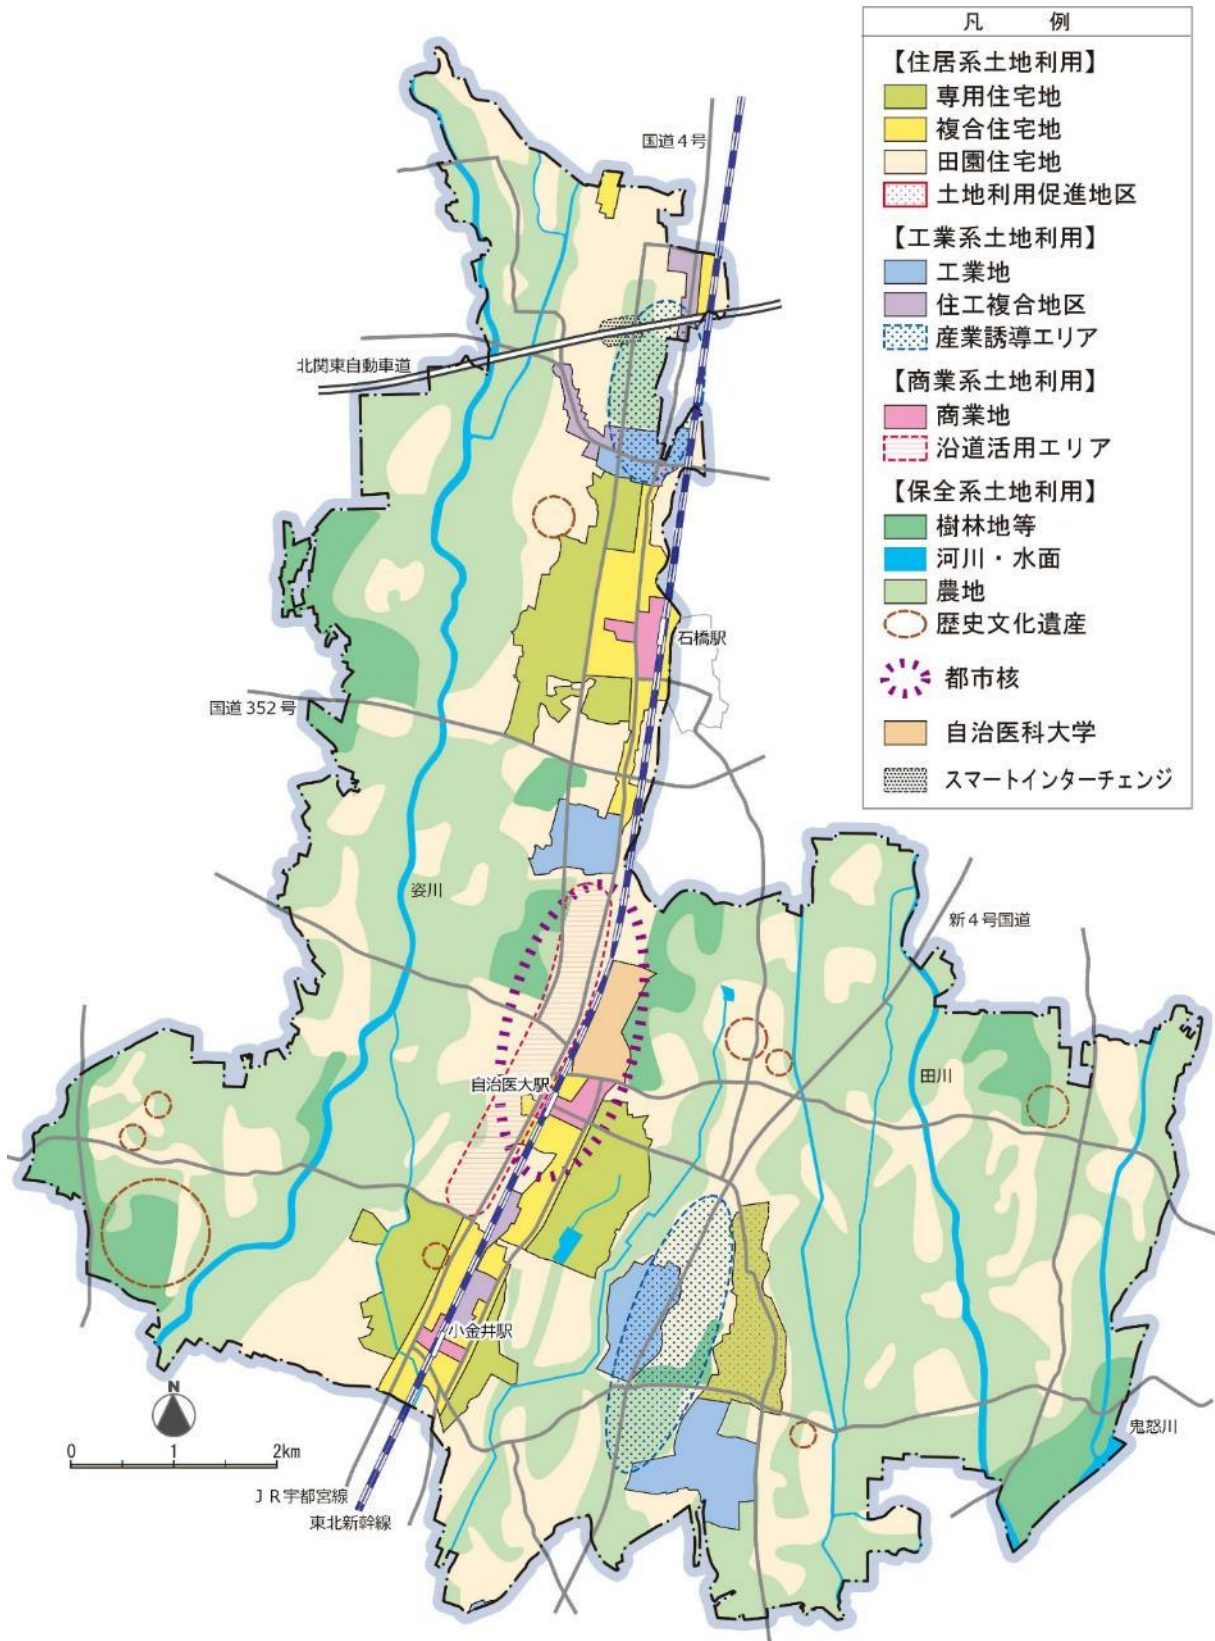 凡 例
【住居系土地利用】
専用住宅地
複合住宅地
田園住宅地
土地利用促進地区
【工業系土地利用】
工業地
住工複合地区
産業誘導エリア
【商業系土地利用】
商業地
沿道活用エリア
【保全系土地利用】
樹林地等
河川・水面
農地
歴史文化遺産
都市核
自治医科大学
スマートインターチェンジ
国道4号
北関東自動車道
石橋駅
国道352号
姿川
新4号国道
田川
自治医大駅
小金井駅
鬼怒川
N
0 1 2km
JR宇都宮線
東北新幹線